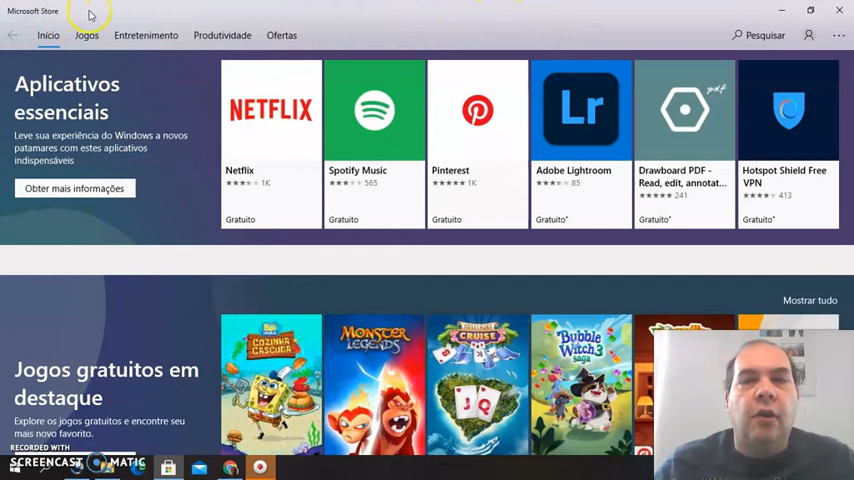 Microsoft Store
Início
Jogos
Entretenimento
Produtividade
Ofertas
Pesquisar
Aplicativos
essenciais
Leve sua experiência do Windows a novos
patamares com estes aplicativos
indispensáveis
Obter mais informações
NETFLIX
Netflix
1K
Gratuito
Spotify Music
565
Gratuito
Pinterest
1K
Gratuito
Lr
Adobe Lightroom
85
Gratuito*
pdf
Drawboard PDF -
Read, edit, annotat...
241
Gratuito*
Hotspot Shield Free
VPN
413
Gratuito*
Mostrar tudo
Jogos gratuitos em
destaque
Explore os jogos gratuitos e encontre seu
mais novo favorito.
COZINHA
CASCUDA
MONSTER
LEGENDS
CRUISE
J
Q
Bubble
Witch 3
saga
RECORDED WITH
SCREENCAST MATIC